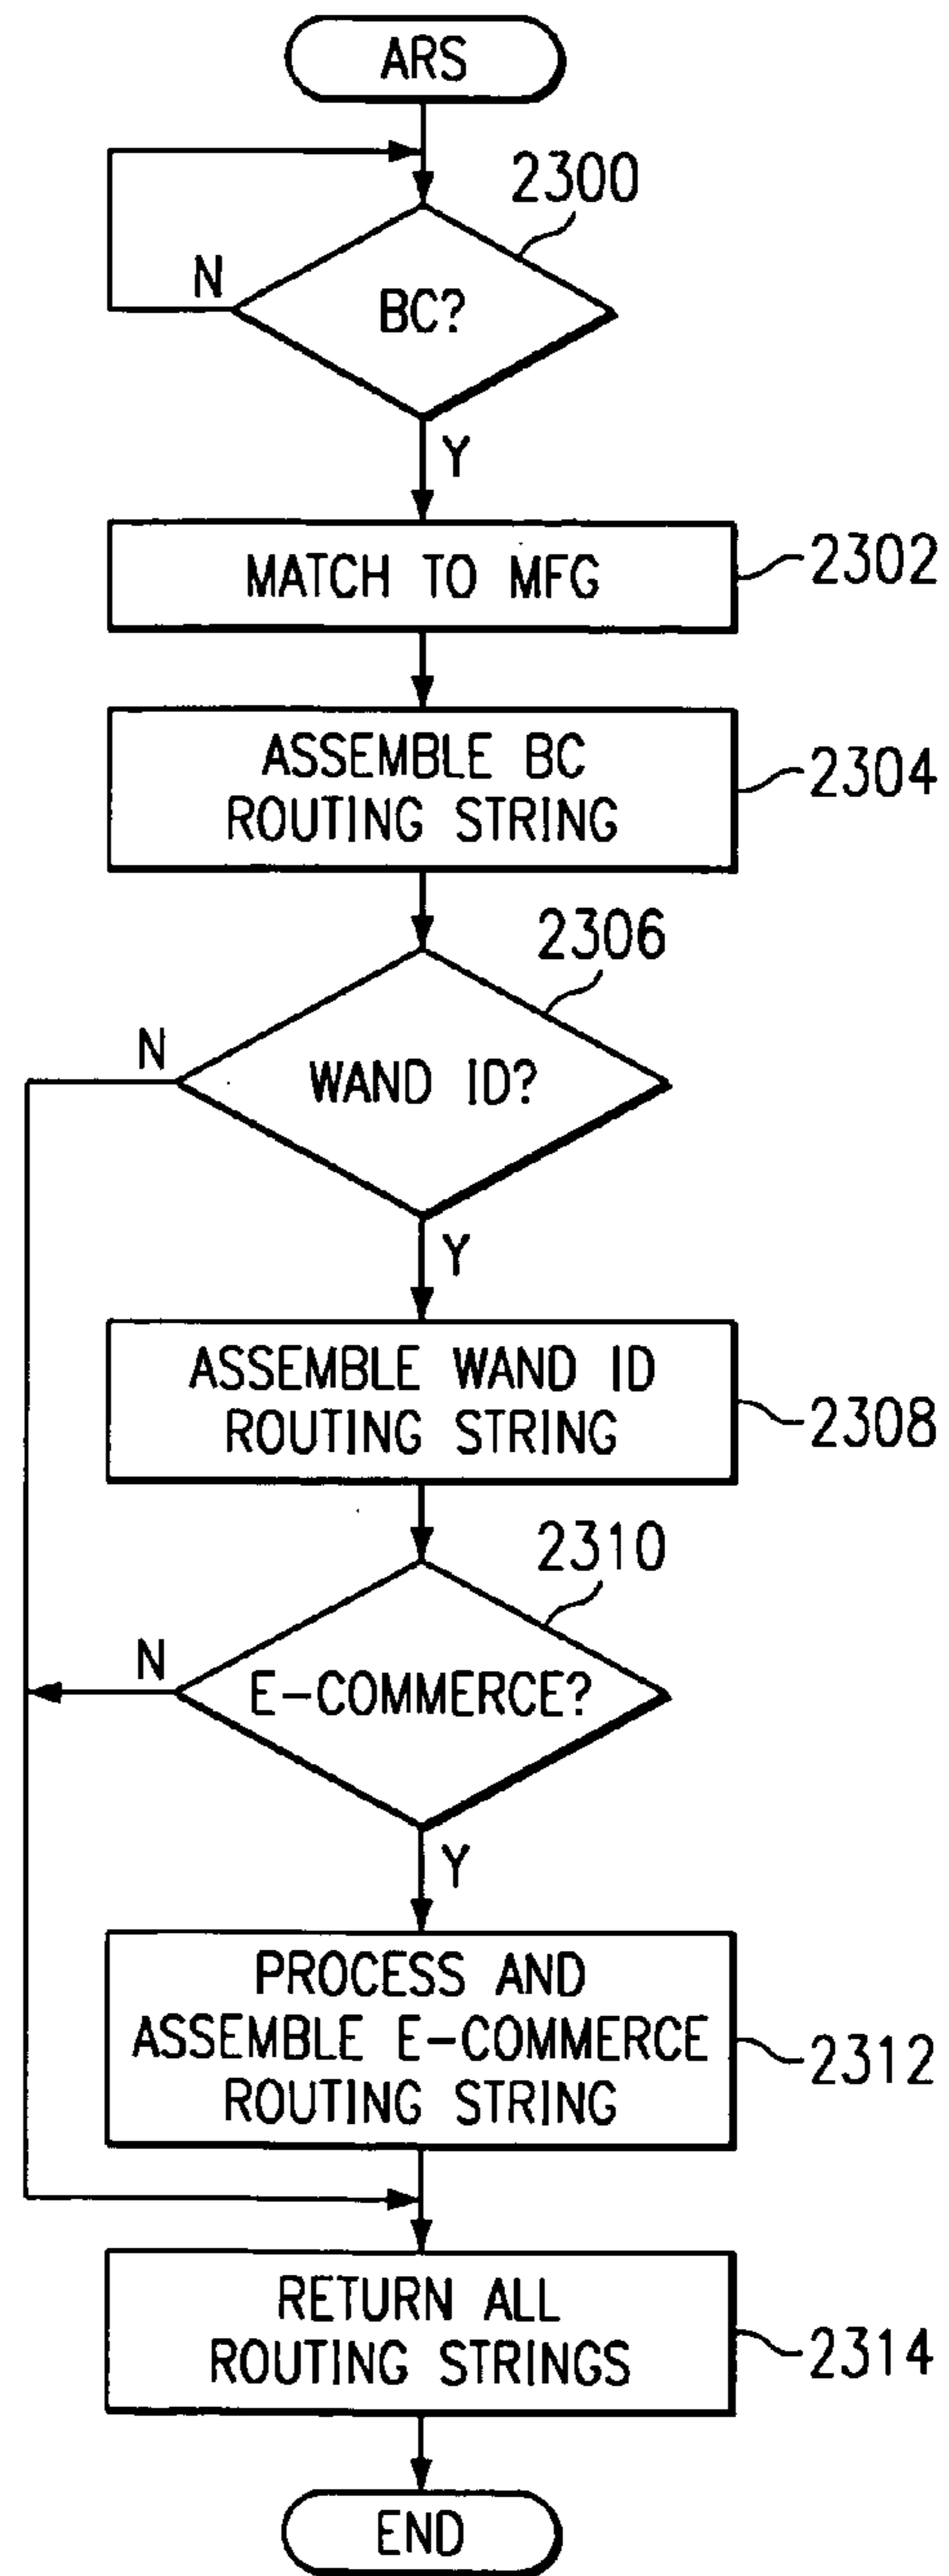 ARS
2300
N
BC?
Y
MATCH TO MFG
2302
ASSEMBLE BC
ROUTING STRING
2304
2306
N
WAND ID?
Y
ASSEMBLE WAND ID
ROUTING STRING
2308
2310
N
E-COMMERCE?
Y
PROCESS AND
ASSEMBLE E-COMMERCE
ROUTING STRING
2312
RETURN ALL
ROUTING STRINGS
2314
END